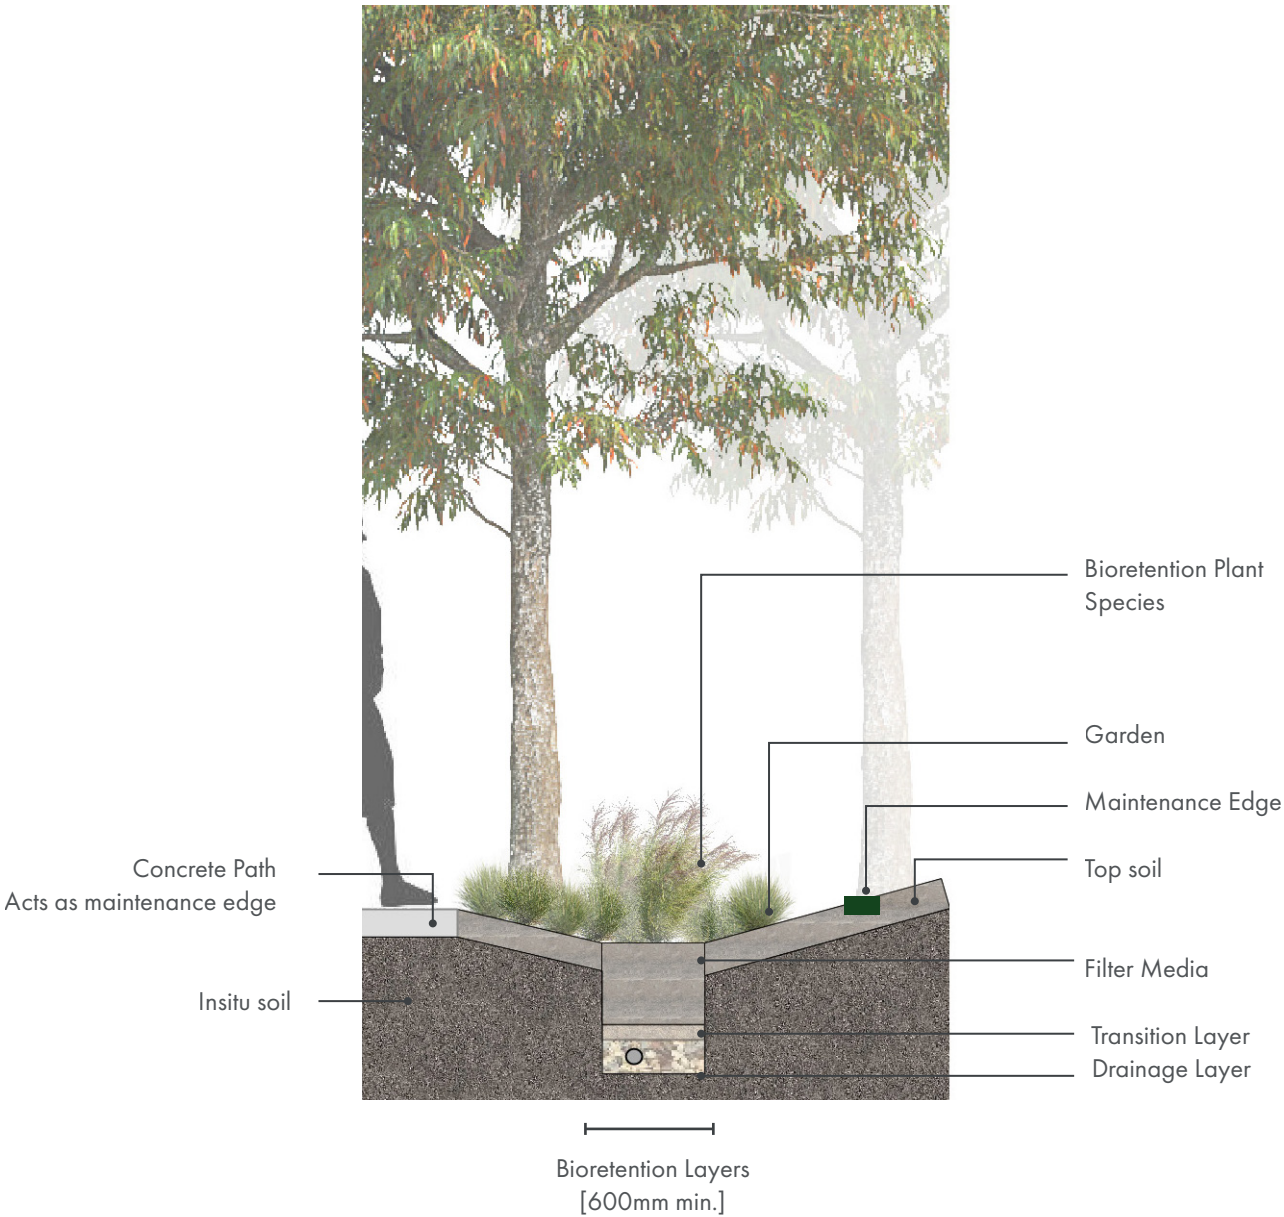 Bioretention Plant
Species
Garden
Maintenance Edge
Concrete Path
Acts as maintenance edge
Top soil
Filter Media
Insitu soil
Transition Layer
Drainage Layer
Bioretention Layers
[600mm min.]